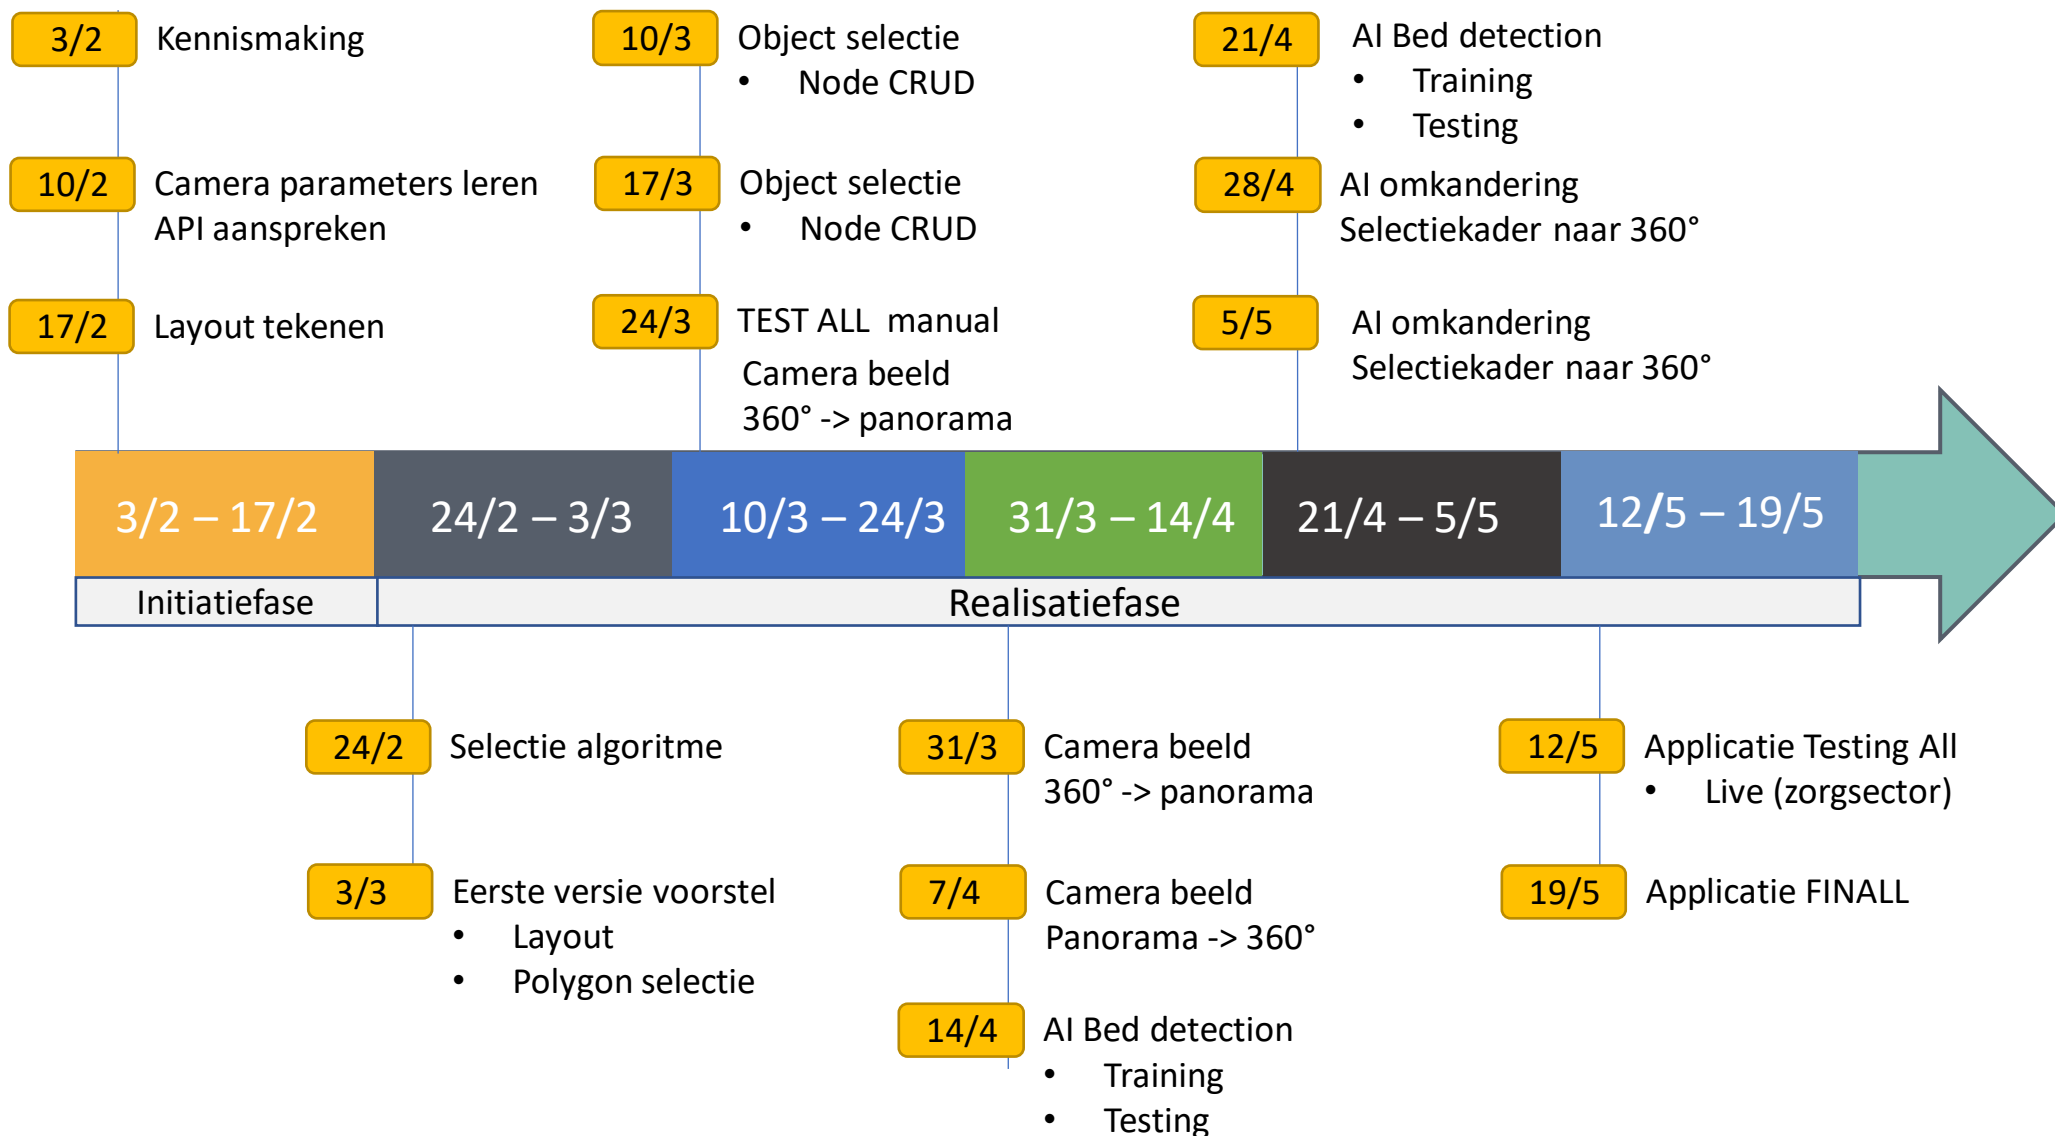 3/2 Kennismaking
10/2 Camera parameters leren
API aanspreken
17/2 Layout tekenen
10/3 Object selectie
• Node CRUD
17/3 Object selectie
• Node CRUD
24/3 TEST ALL manual
Camera beeld
360° -> panorama
21/4 AI Bed detection
• Training
• Testing
28/4 AI omkandering
Selectiekader naar 360°
5/5 AI omkandering
Selectiekader naar 360°
3/2 – 17/2 24/2 – 3/3 10/3 – 24/3 31/3 – 14/4 21/4 – 5/5 12/5 – 19/5
Initiatiefase Realisatiefase
24/2 Selectie algoritme
3/3 Eerste versie voorstel
• Layout
• Polygon selectie
31/3 Camera beeld
360° -> panorama
7/4 Camera beeld
Panorama -> 360°
14/4 AI Bed detection
• Training
• Testing
12/5 Applicatie Testing All
• Live (zorgsector)
19/5 Applicatie FINALL